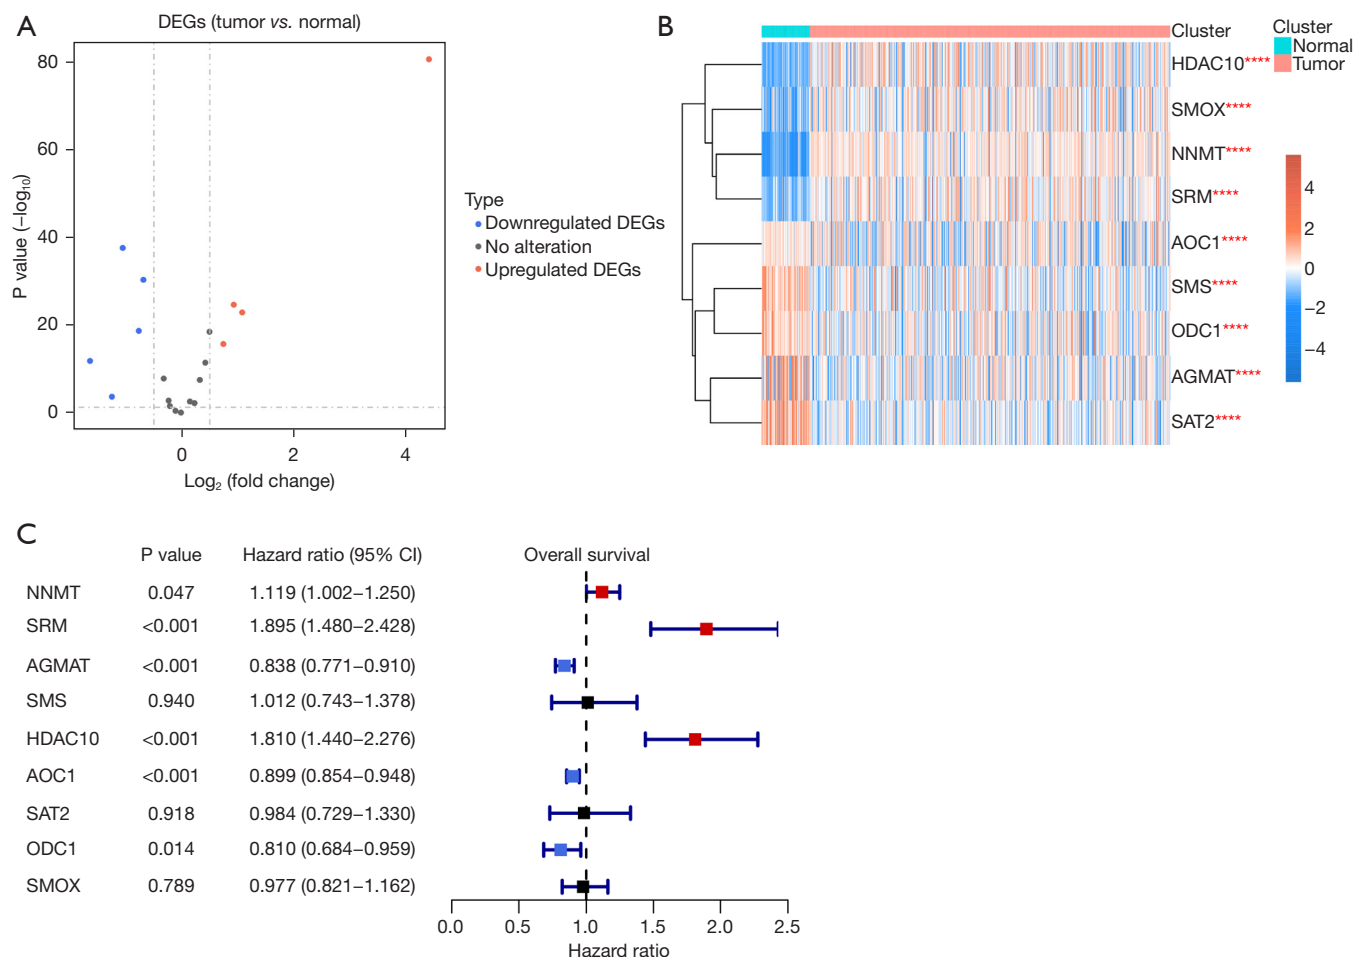 A
DEGs (tumor vs. normal)
80
60
40
20
0
P value (−log10)
0 2 4
Log2 (fold change)
Type
Downregulated DEGs
No alteration
Upregulated DEGs
B
Cluster
HDAC10****
SMOX****
NNMT****
SRM****
AOC1****
SMS****
ODC1****
AGMAT****
SAT2****
Cluster
Normal
Tumor
4
2
0
−2
−4
C
P value Hazard ratio (95% CI) Overall survival
NNMT 0.047 1.119 (1.002−1.250)
SRM <0.001 1.895 (1.480−2.428)
AGMAT <0.001 0.838 (0.771−0.910)
SMS 0.940 1.012 (0.743−1.378)
HDAC10 <0.001 1.810 (1.440−2.276)
AOC1 <0.001 0.899 (0.854−0.948)
SAT2 0.918 0.984 (0.729−1.330)
ODC1 0.014 0.810 (0.684−0.959)
SMOX 0.789 0.977 (0.821−1.162)
0.0 0.5 1.0 1.5 2.0 2.5
Hazard ratio